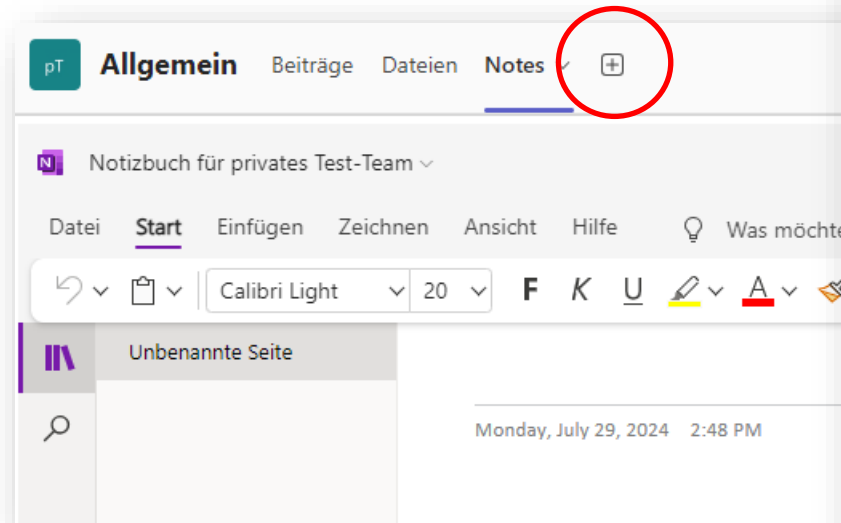 pT Allgemein Beiträge Dateien Notes
N Notizbuch für privates Test-Team
Datei Start Einfügen Zeichnen Ansicht Hilfe Was möchte
Calibri Light 20 F K U A
Unbenannte Seite
Monday, July 29, 2024 2:48 PM